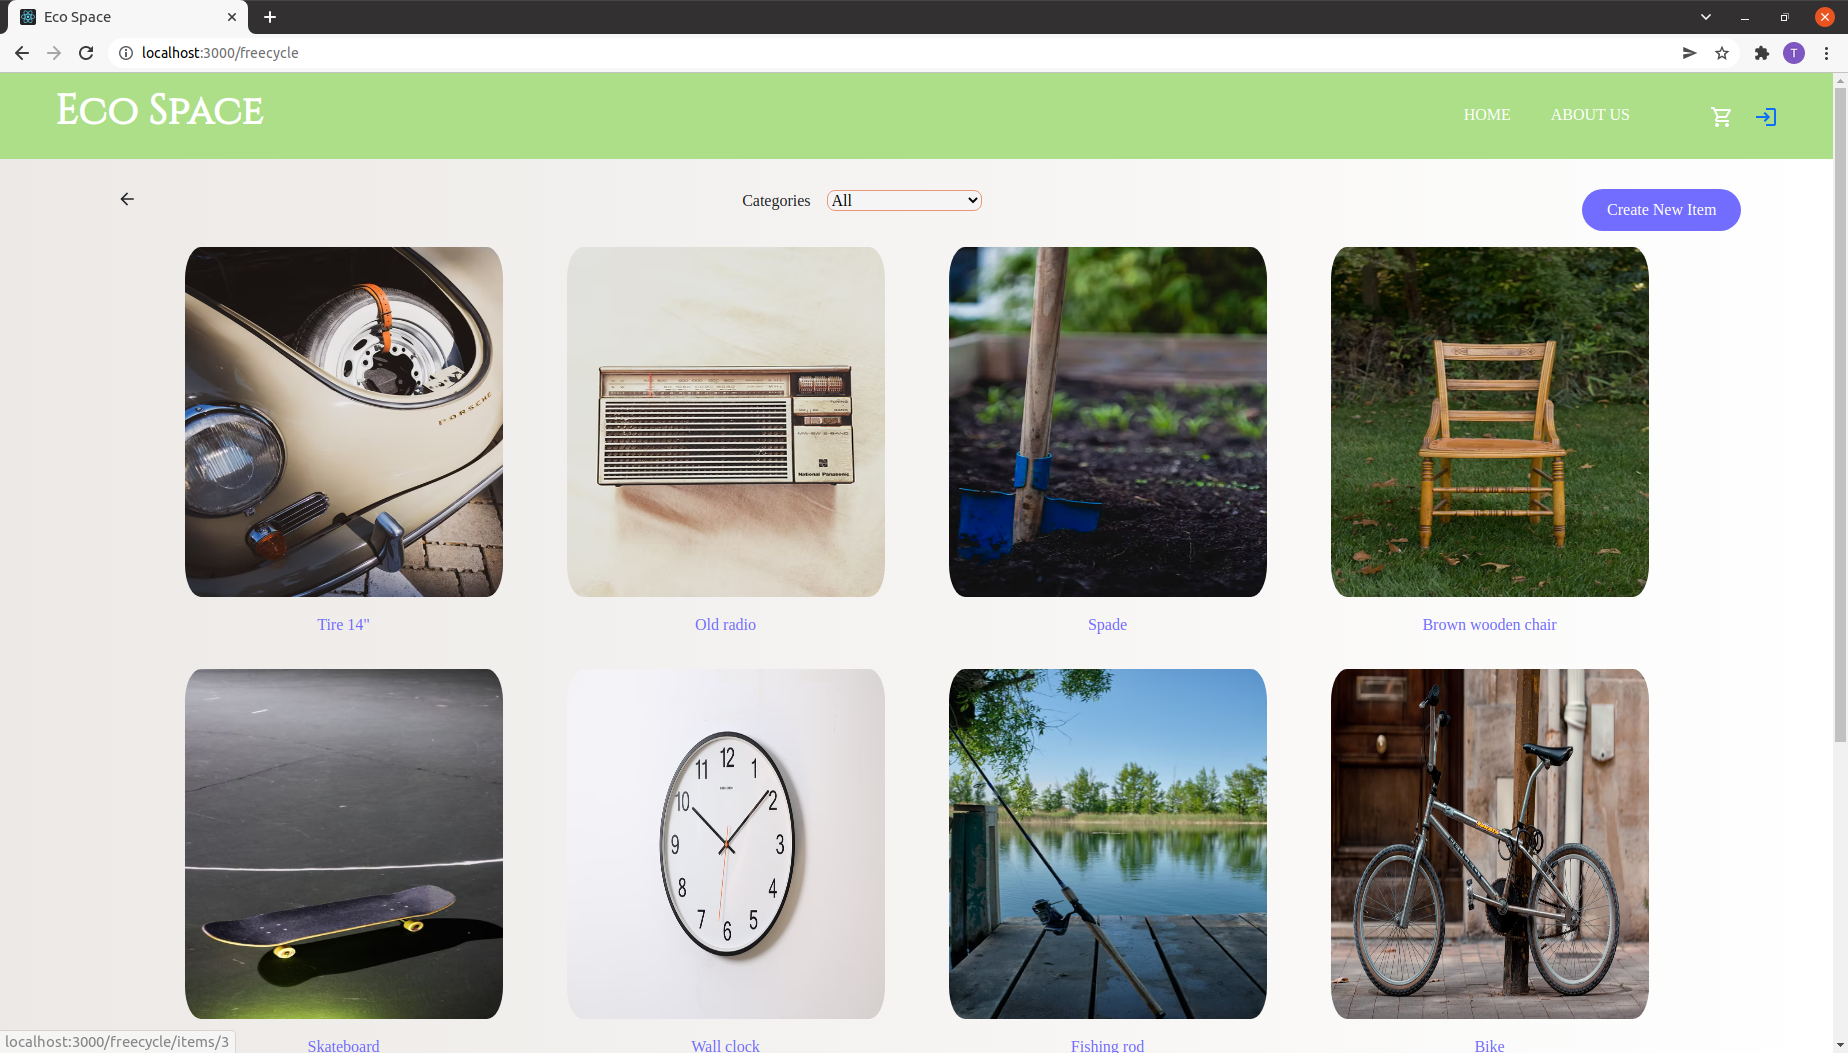 Eco Space
localhost:3000/freecycle
T
Eco Space
HOME
ABOUT US
Categories
All
Create New Item
PORSCHE
National Panasonic
Tire 14"
Old radio
Spade
Brown wooden chair
12
11
1
10
2
9
3
8
4
7
5
6
Skateboard
Wall clock
Fishing rod
Bike
localhost:3000/freecycle/items/3